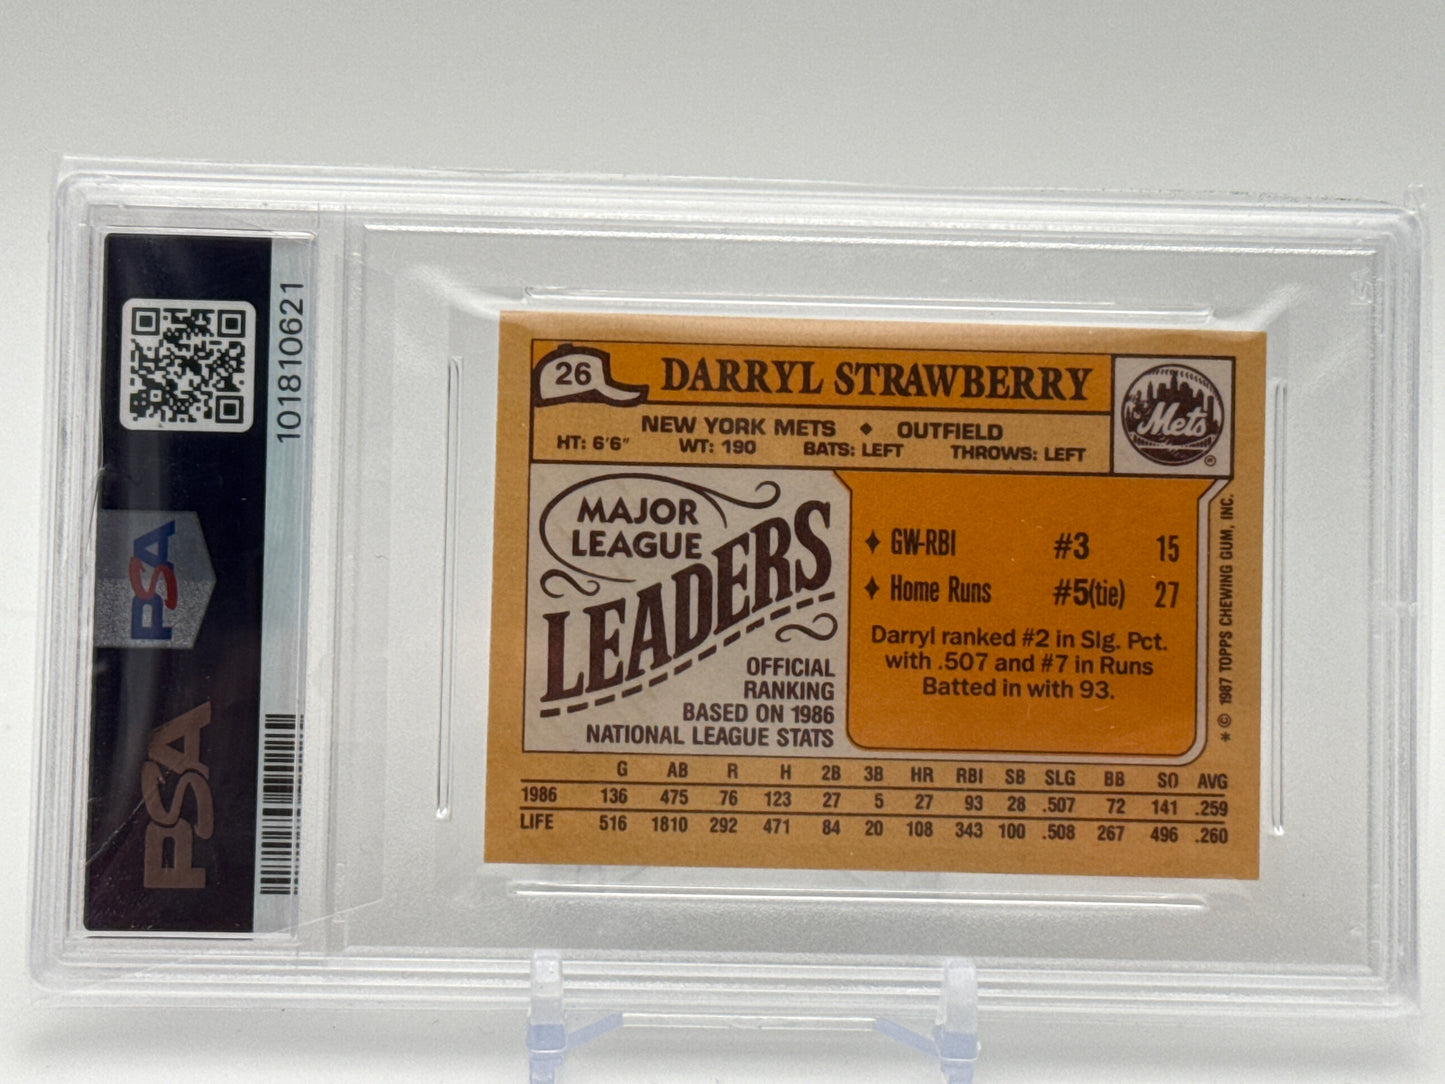 101810621
PSA
PSA
26
DARRYL STRAWBERRY
NEW YORK METS ♦ OUTFIELD
HT: 6'6" WT: 190 BATS: LEFT THROWS: LEFT
Mets
®
MAJOR
LEAGUE
LEADERS
OFFICIAL
RANKING
BASED ON 1986
NATIONAL LEAGUE STATS
♦ GW-RBI #3 15
♦ Home Runs #5(tie) 27
Darryl ranked #2 in Slg. Pct.
with .507 and #7 in Runs
Batted in with 93.
* © 1987 TOPPS CHEWING GUM, INC.
G AB R H 2B 3B HR RBI SB SLG BB SO AVG
1986 136 475 76 123 27 5 27 93 28 .507 72 141 .259
LIFE 516 1810 292 471 84 20 108 343 100 .508 267 496 .260